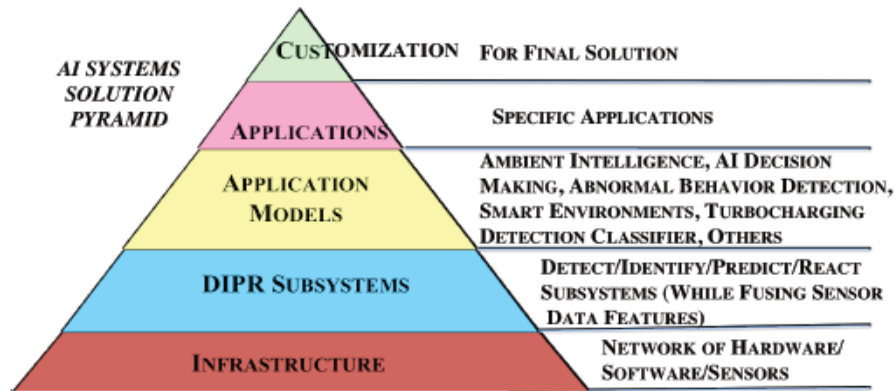 AI SYSTEMS
SOLUTION
PYRAMID
CUSTOMIZATION
FOR FINAL SOLUTION
APPLICATIONS
SPECIFIC APPLICATIONS
APPLICATION
MODELS
AMBIENT INTELLIGENCE, AI DECISION
MAKING, ABNORMAL BEHAVIOR DETECTION,
SMART ENVIRONMENTS, TURBOCHARGING
DETECTION CLASSIFIER, OTHERS
DIPR SUBSYSTEMS
DETECT/IDENTIFY/PREDICT/REACT
SUBSYSTEMS (WHILE FUSING SENSOR
DATA FEATURES)
INFRASTRUCTURE
NETWORK OF HARDWARE/
SOFTWARE/SENSORS